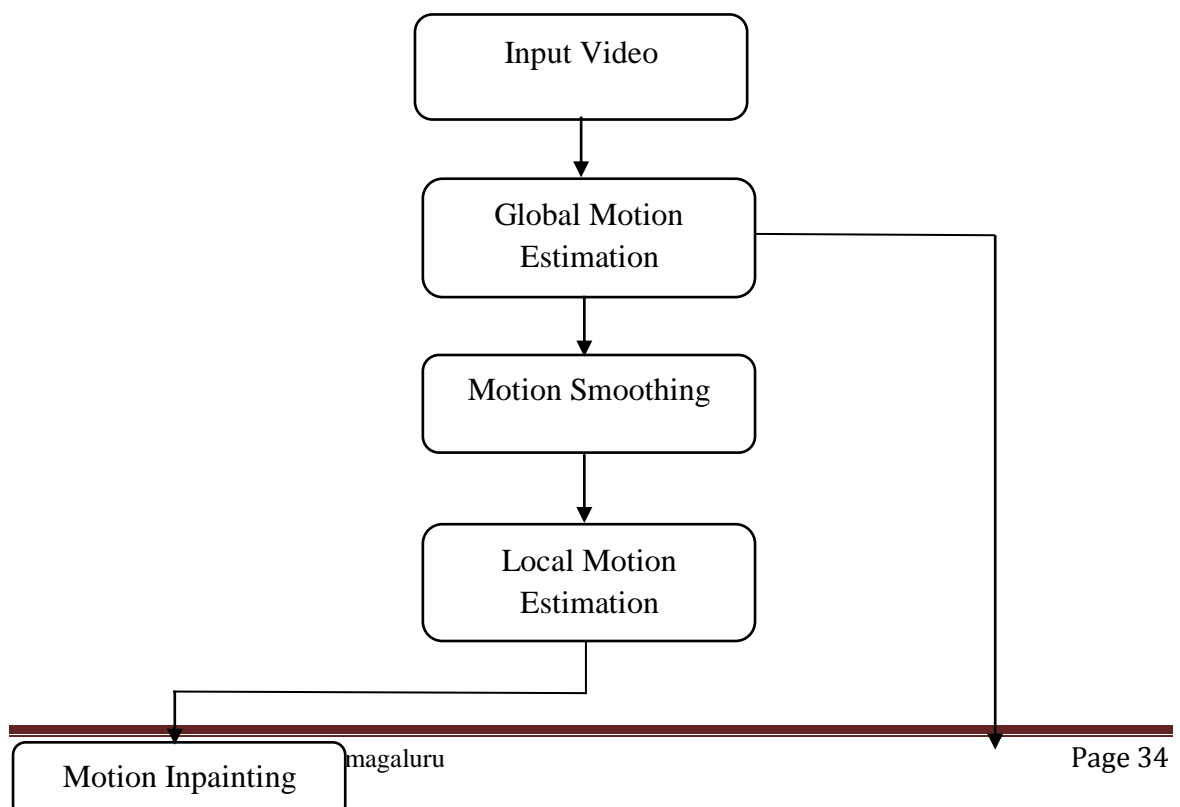 Input Video
Global Motion
Estimation
Motion Smoothing
Local Motion
Estimation
magaluru
Page 34
Motion Inpainting